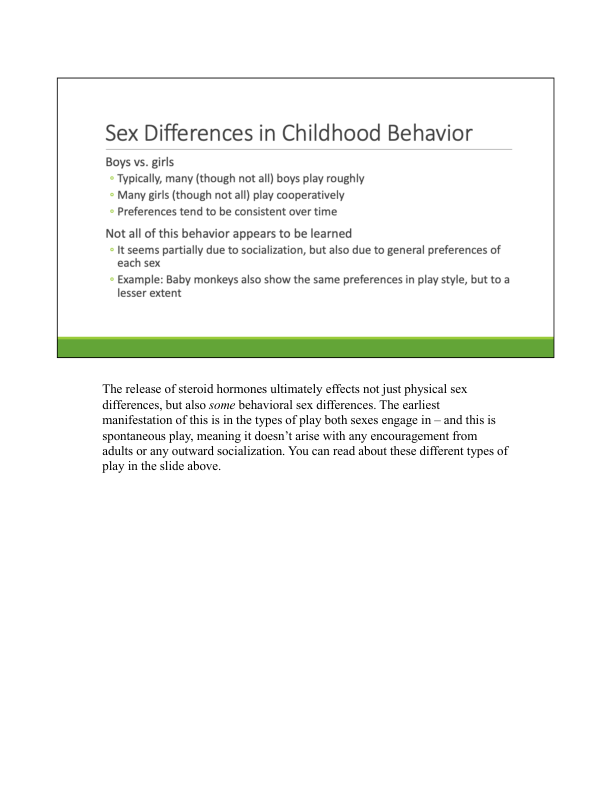 Sex Differences in Childhood Behavior
Boys vs. girls
• Typically, many (though not all) boys play roughly
• Many girls (though not all) play cooperatively
• Preferences tend to be consistent over time
Not all of this behavior appears to be learned
• It seems partially due to socialization, but also due to general preferences of
each sex
• Example: Baby monkeys also show the same preferences in play style, but to a
lesser extent
The release of steroid hormones ultimately effects not just physical sex
differences, but also some behavioral sex differences. The earliest
manifestation of this is in the types of play both sexes engage in – and this is
spontaneous play, meaning it doesn’t arise with any encouragement from
adults or any outward socialization. You can read about these different types of
play in the slide above.